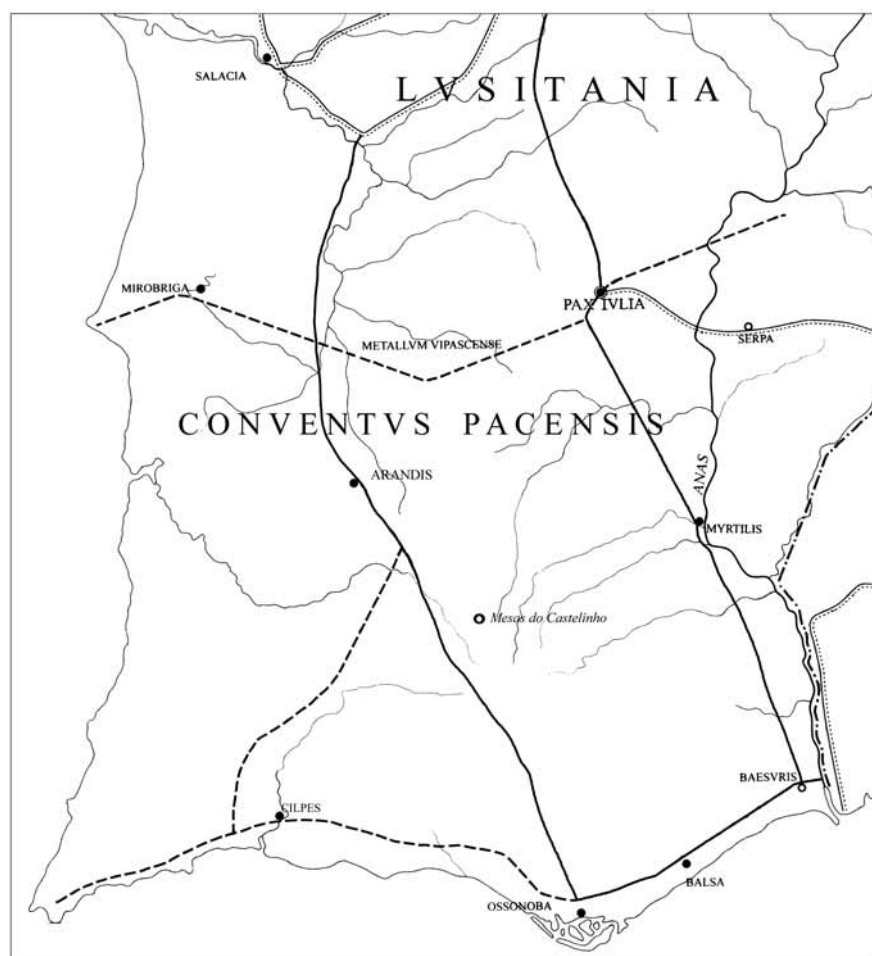 SALACIA
LVSITANIA
MIROBRIGA
PAX IVLIA
SERPA
METALLVM VIPASCENSE
CONVENTVS PACENSIS
ARANDIS
ANAS
MYRTILIS
Mesas do Castelinho
BAESVRIS
CILPES
BALSA
OSSONOBA